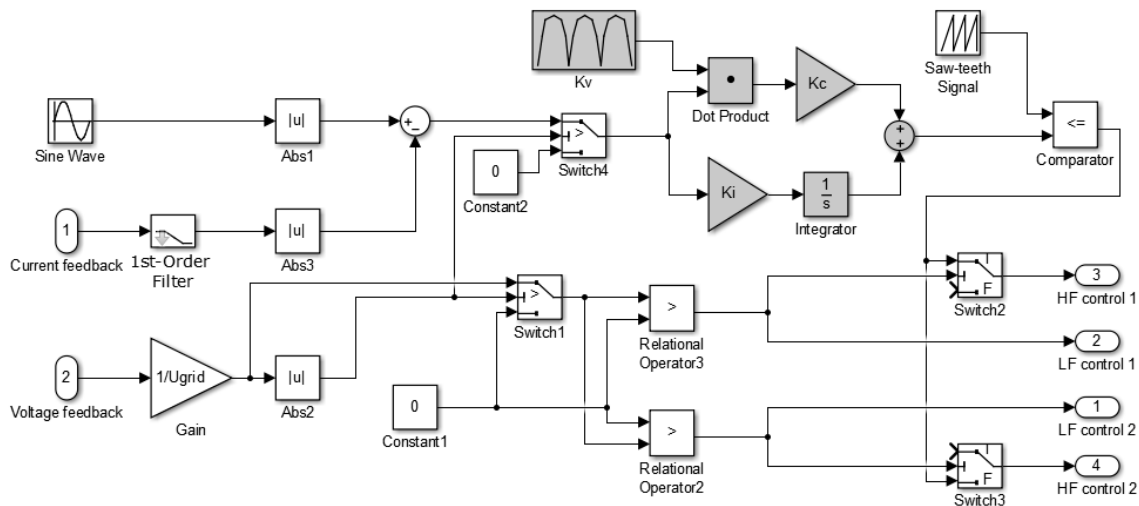 Kv
Dot Product
Kc
Saw-teeth
Signal
+
−
|u|
Sine Wave
Abs1
>
Switch4
0
Constant2
+
+
<=
Comparator
Ki
1
s
Integrator
1
Current feedback
1st-Order
Filter
|u|
Abs3
>
Switch1
>
Relational
Operator3
T
F
Switch2
3
HF control 1
2
LF control 1
2
Voltage feedback
1/Ugrid
Gain
|u|
Abs2
0
Constant1
>
Relational
Operator2
1
LF control 2
T
F
Switch3
4
HF control 2